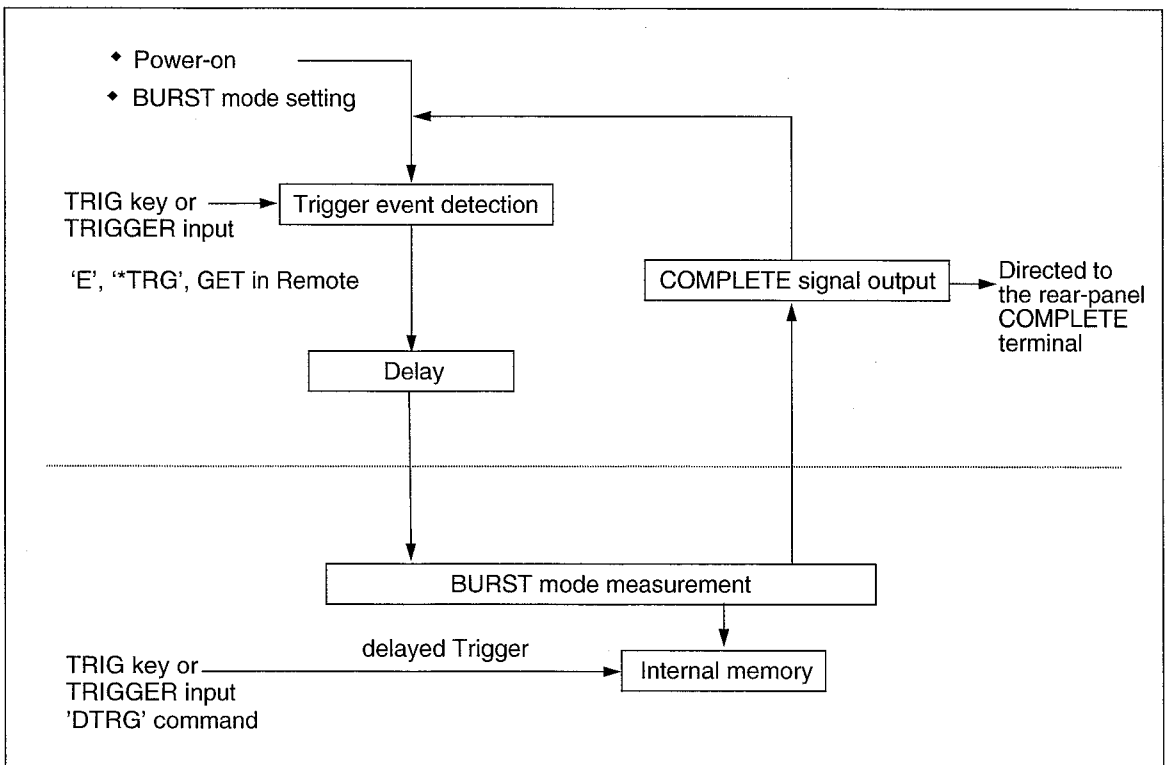 ◆ Power-on
◆ BURST mode setting
TRIG key or
TRIGGER input
Trigger event detection
'E', '*TRG', GET in Remote
COMPLETE signal output
Directed to
the rear-panel
COMPLETE
terminal
Delay
BURST mode measurement
delayed Trigger
TRIG key or
TRIGGER input
'DTRG' command
Internal memory